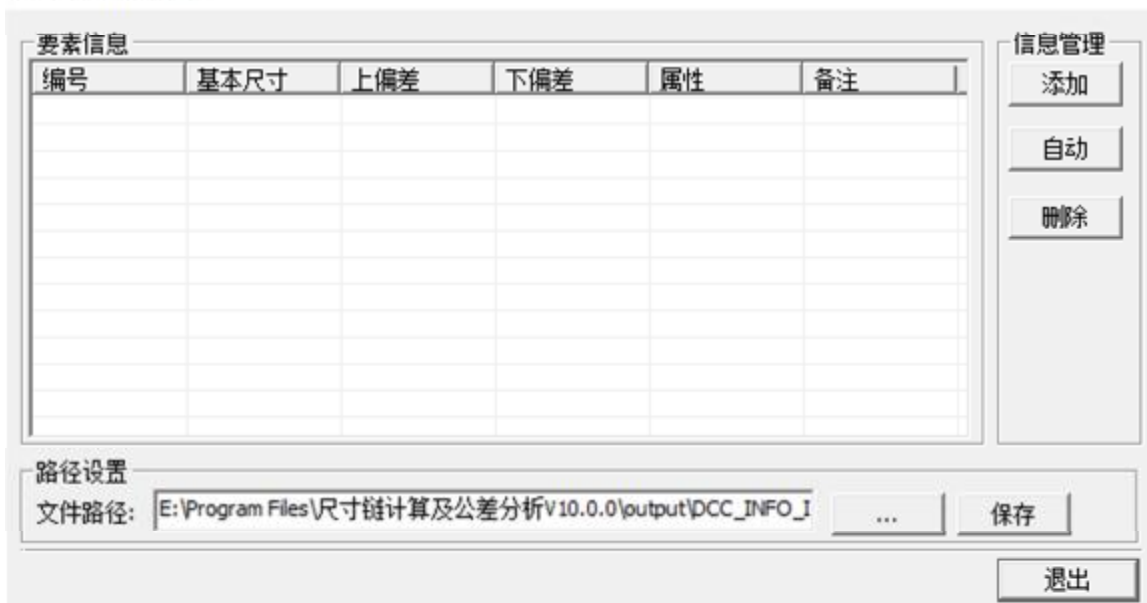 要素信息
信息管理
编号 基本尺寸 上偏差 下偏差 属性 备注
添加
自动
删除
路径设置
文件路径: E:\Program Files\尺寸链计算及公差分析V10.0.0\output\DCC_INFO_I ... 保存
退出